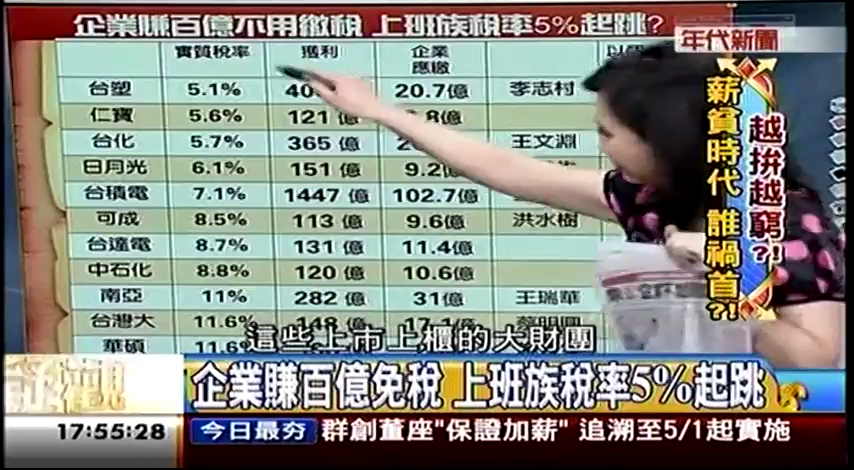 企業賺百億不用繳稅 上班族稅率5%起跳?
年代新聞
實質稅率 獲利 企業應繳
台塑 5.1% 20.7億 李志村
仁寶 5.6% 121億
台化 5.7% 365億 王文淵
日月光 6.1% 151億 9.2億
台積電 7.1% 1447億 102.7億
可成 8.5% 113億 9.6億 洪水樹
台達電 8.7% 131億 11.4億
中石化 8.8% 120億 10.6億
南亞 11% 282億 31億 王瑞華
台灣大 11.6% 148億 17.1億
華碩 11.6%
薪貧時代 誰禍首?!
越拚越窮?!
這些上市上櫃的大財團
企業賺百億免稅 上班族稅率5%起跳
17:55:28 今日最夯 群創董座"保證加薪" 追溯至5/1起實施